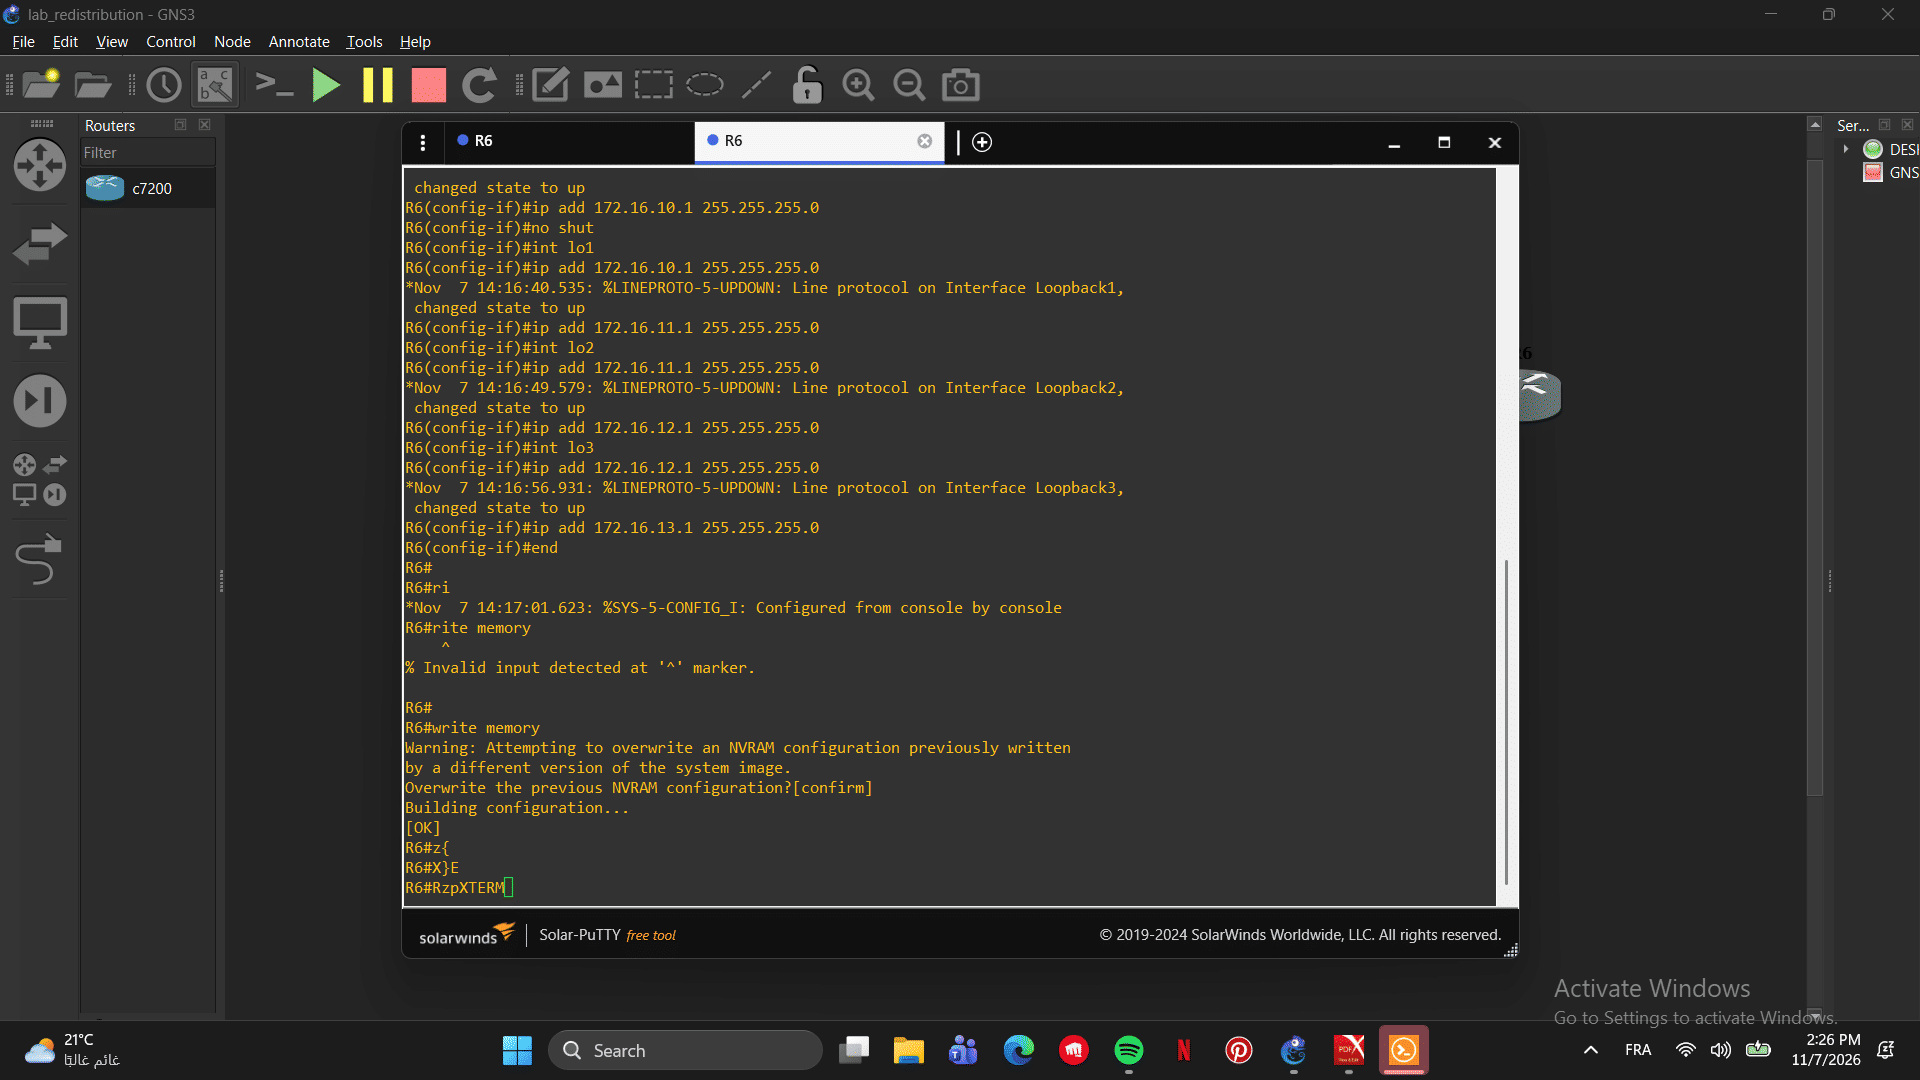 lab_redistribution - GNS3
File Edit View Control Node Annotate Tools Help
Routers
Filter
c7200
R6
R6
Ser...
DESI
GNS
changed state to up
R6(config-if)#ip add 172.16.10.1 255.255.255.0
R6(config-if)#no shut
R6(config-if)#int lo1
R6(config-if)#ip add 172.16.10.1 255.255.255.0
*Nov  7 14:16:40.535: %LINEPROTO-5-UPDOWN: Line protocol on Interface Loopback1,
changed state to up
R6(config-if)#ip add 172.16.11.1 255.255.255.0
R6(config-if)#int lo2
R6(config-if)#ip add 172.16.11.1 255.255.255.0
*Nov  7 14:16:49.579: %LINEPROTO-5-UPDOWN: Line protocol on Interface Loopback2,
changed state to up
R6(config-if)#ip add 172.16.12.1 255.255.255.0
R6(config-if)#int lo3
R6(config-if)#ip add 172.16.12.1 255.255.255.0
*Nov  7 14:16:56.931: %LINEPROTO-5-UPDOWN: Line protocol on Interface Loopback3,
changed state to up
R6(config-if)#ip add 172.16.13.1 255.255.255.0
R6(config-if)#end
R6#
R6#ri
*Nov  7 14:17:01.623: %SYS-5-CONFIG_I: Configured from console by console
R6#rite memory
^
% Invalid input detected at '^' marker.
R6#
R6#write memory
Warning: Attempting to overwrite an NVRAM configuration previously written
by a different version of the system image.
Overwrite the previous NVRAM configuration?[confirm]
Building configuration...
[OK]
R6#z{
R6#X}E
R6#RzpXTERM
solarwinds
Solar-PuTTY free tool
© 2019-2024 SolarWinds Worldwide, LLC. All rights reserved.
Activate Windows
Go to Settings to activate Windows.
21°C
غائم غالبًا
Search
FRA
2:26 PM
11/7/2026